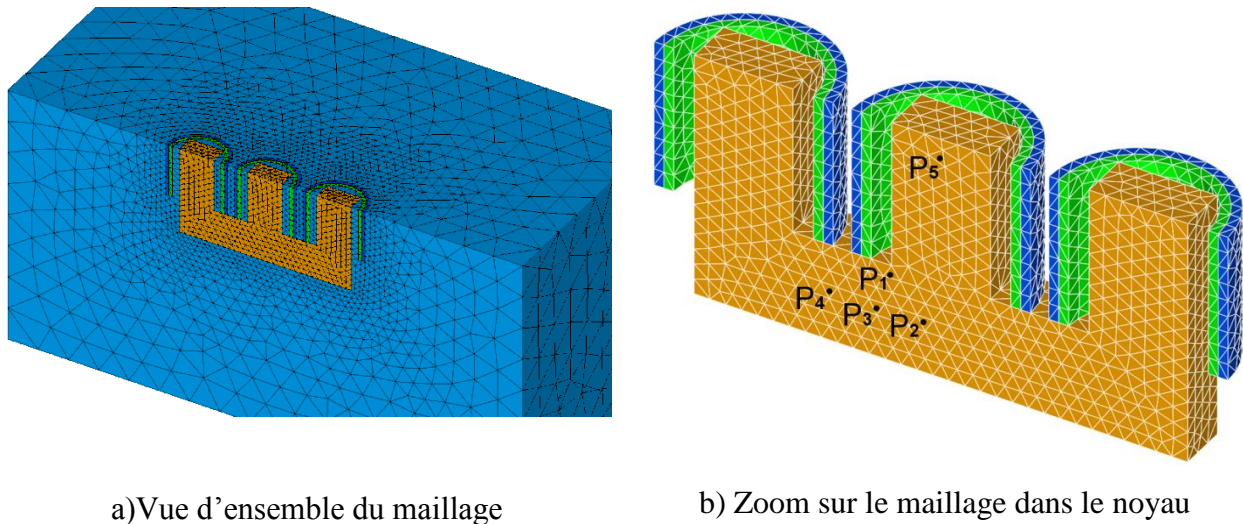 P5
P1
P4 P3 P2
a)Vue d'ensemble du maillage
b) Zoom sur le maillage dans le noyau